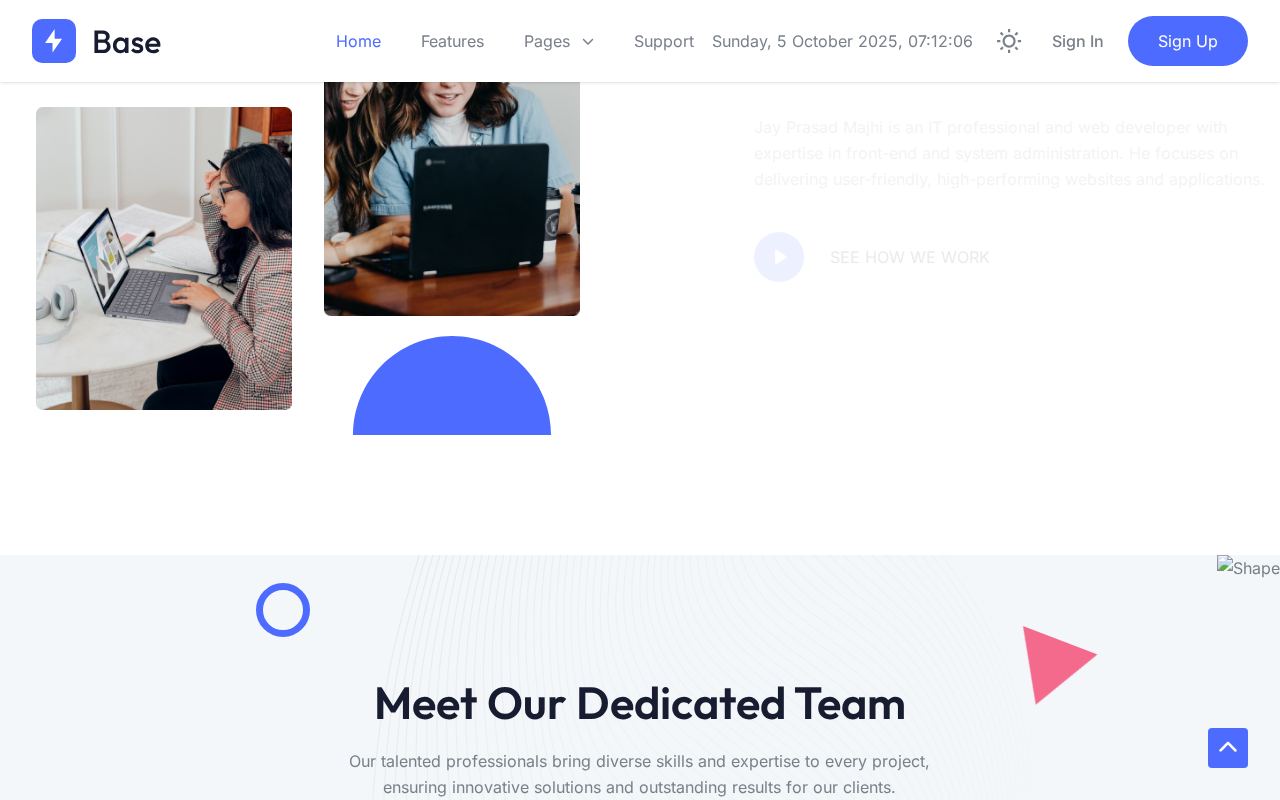 Base
Home
Features
Pages
Support
Sunday, 5 October 2025, 07:12:06
Sign In
Sign Up
Jay Prasad Majhi is an IT professional and web developer with
expertise in front-end and system administration. He focuses on
delivering user-friendly, high-performing websites and applications.
SEE HOW WE WORK
SAMSUNG
Shape
Meet Our Dedicated Team
Our talented professionals bring diverse skills and expertise to every project,
ensuring innovative solutions and outstanding results for our clients.